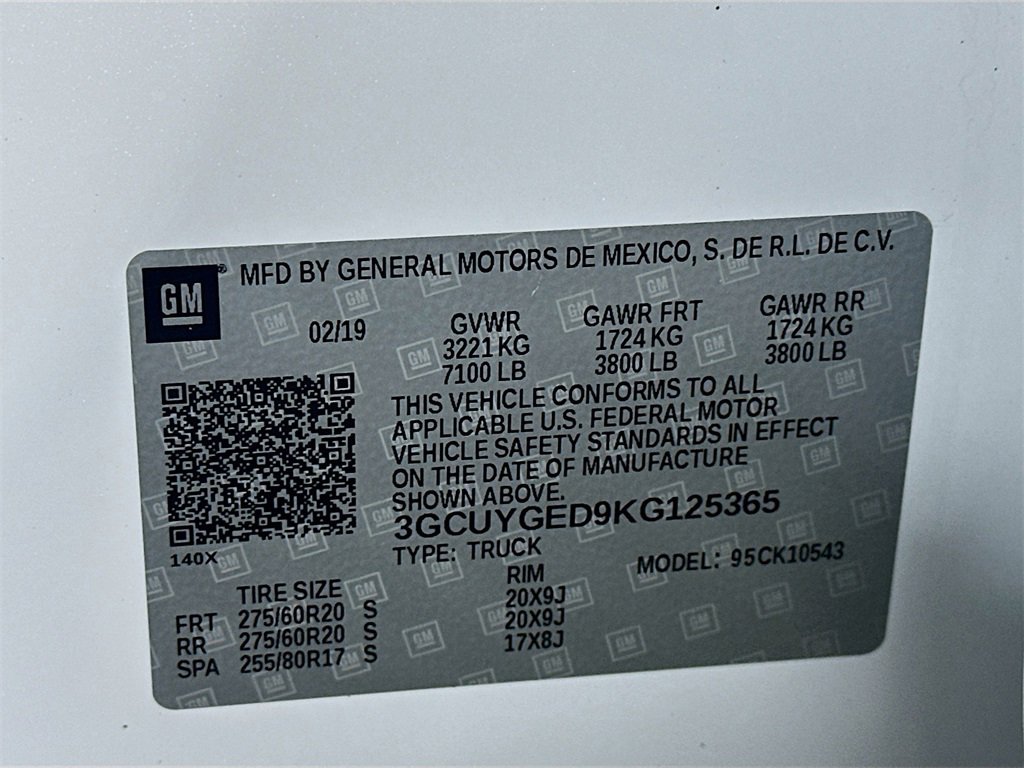 GM® MFD BY GENERAL MOTORS DE MEXICO, S. DE R.L. DE C.V.
02/19 GVWR GAWR FRT GAWR RR
3221 KG 1724 KG 1724 KG
7100 LB 3800 LB 3800 LB
THIS VEHICLE CONFORMS TO ALL
APPLICABLE U.S. FEDERAL MOTOR
VEHICLE SAFETY STANDARDS IN EFFECT
ON THE DATE OF MANUFACTURE
SHOWN ABOVE.
3GCUYGED9KG125365
140X
TYPE: TRUCK MODEL: 95CK10543
TIRE SIZE RIM
FRT 275/60R20 S 20X9J
RR 275/60R20 S 20X9J
SPA 255/80R17 S 17X8J